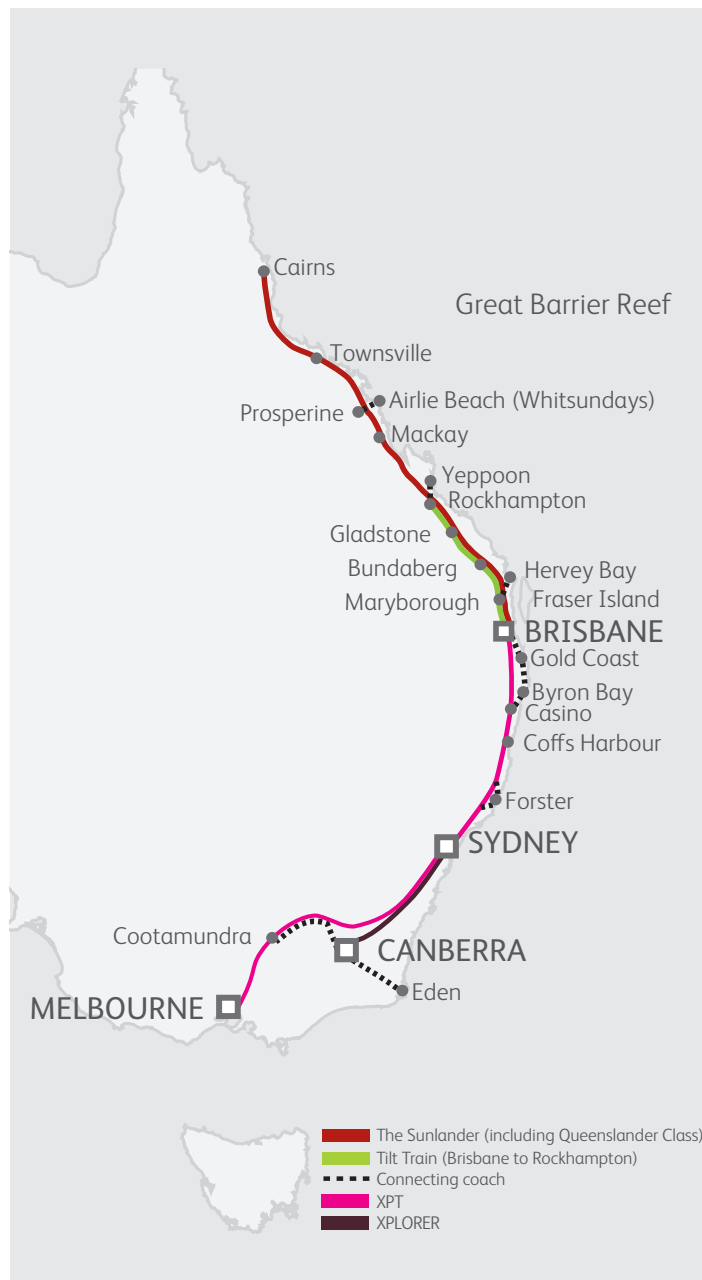 Cairns
Great Barrier Reef
Townsville
Airlie Beach (Whitsundays)
Prosperine
Mackay
Yeppoon
Rockhampton
Gladstone
Bundaberg
Hervey Bay
Maryborough
Fraser Island
BRISBANE
Gold Coast
Byron Bay
Casino
Coffs Harbour
Forster
SYDNEY
Cootamundra
CANBERRA
Eden
MELBOURNE
The Sunlander (including Queenslander Class)
Tilt Train (Brisbane to Rockhampton)
Connecting coach
XPT
XPLORER